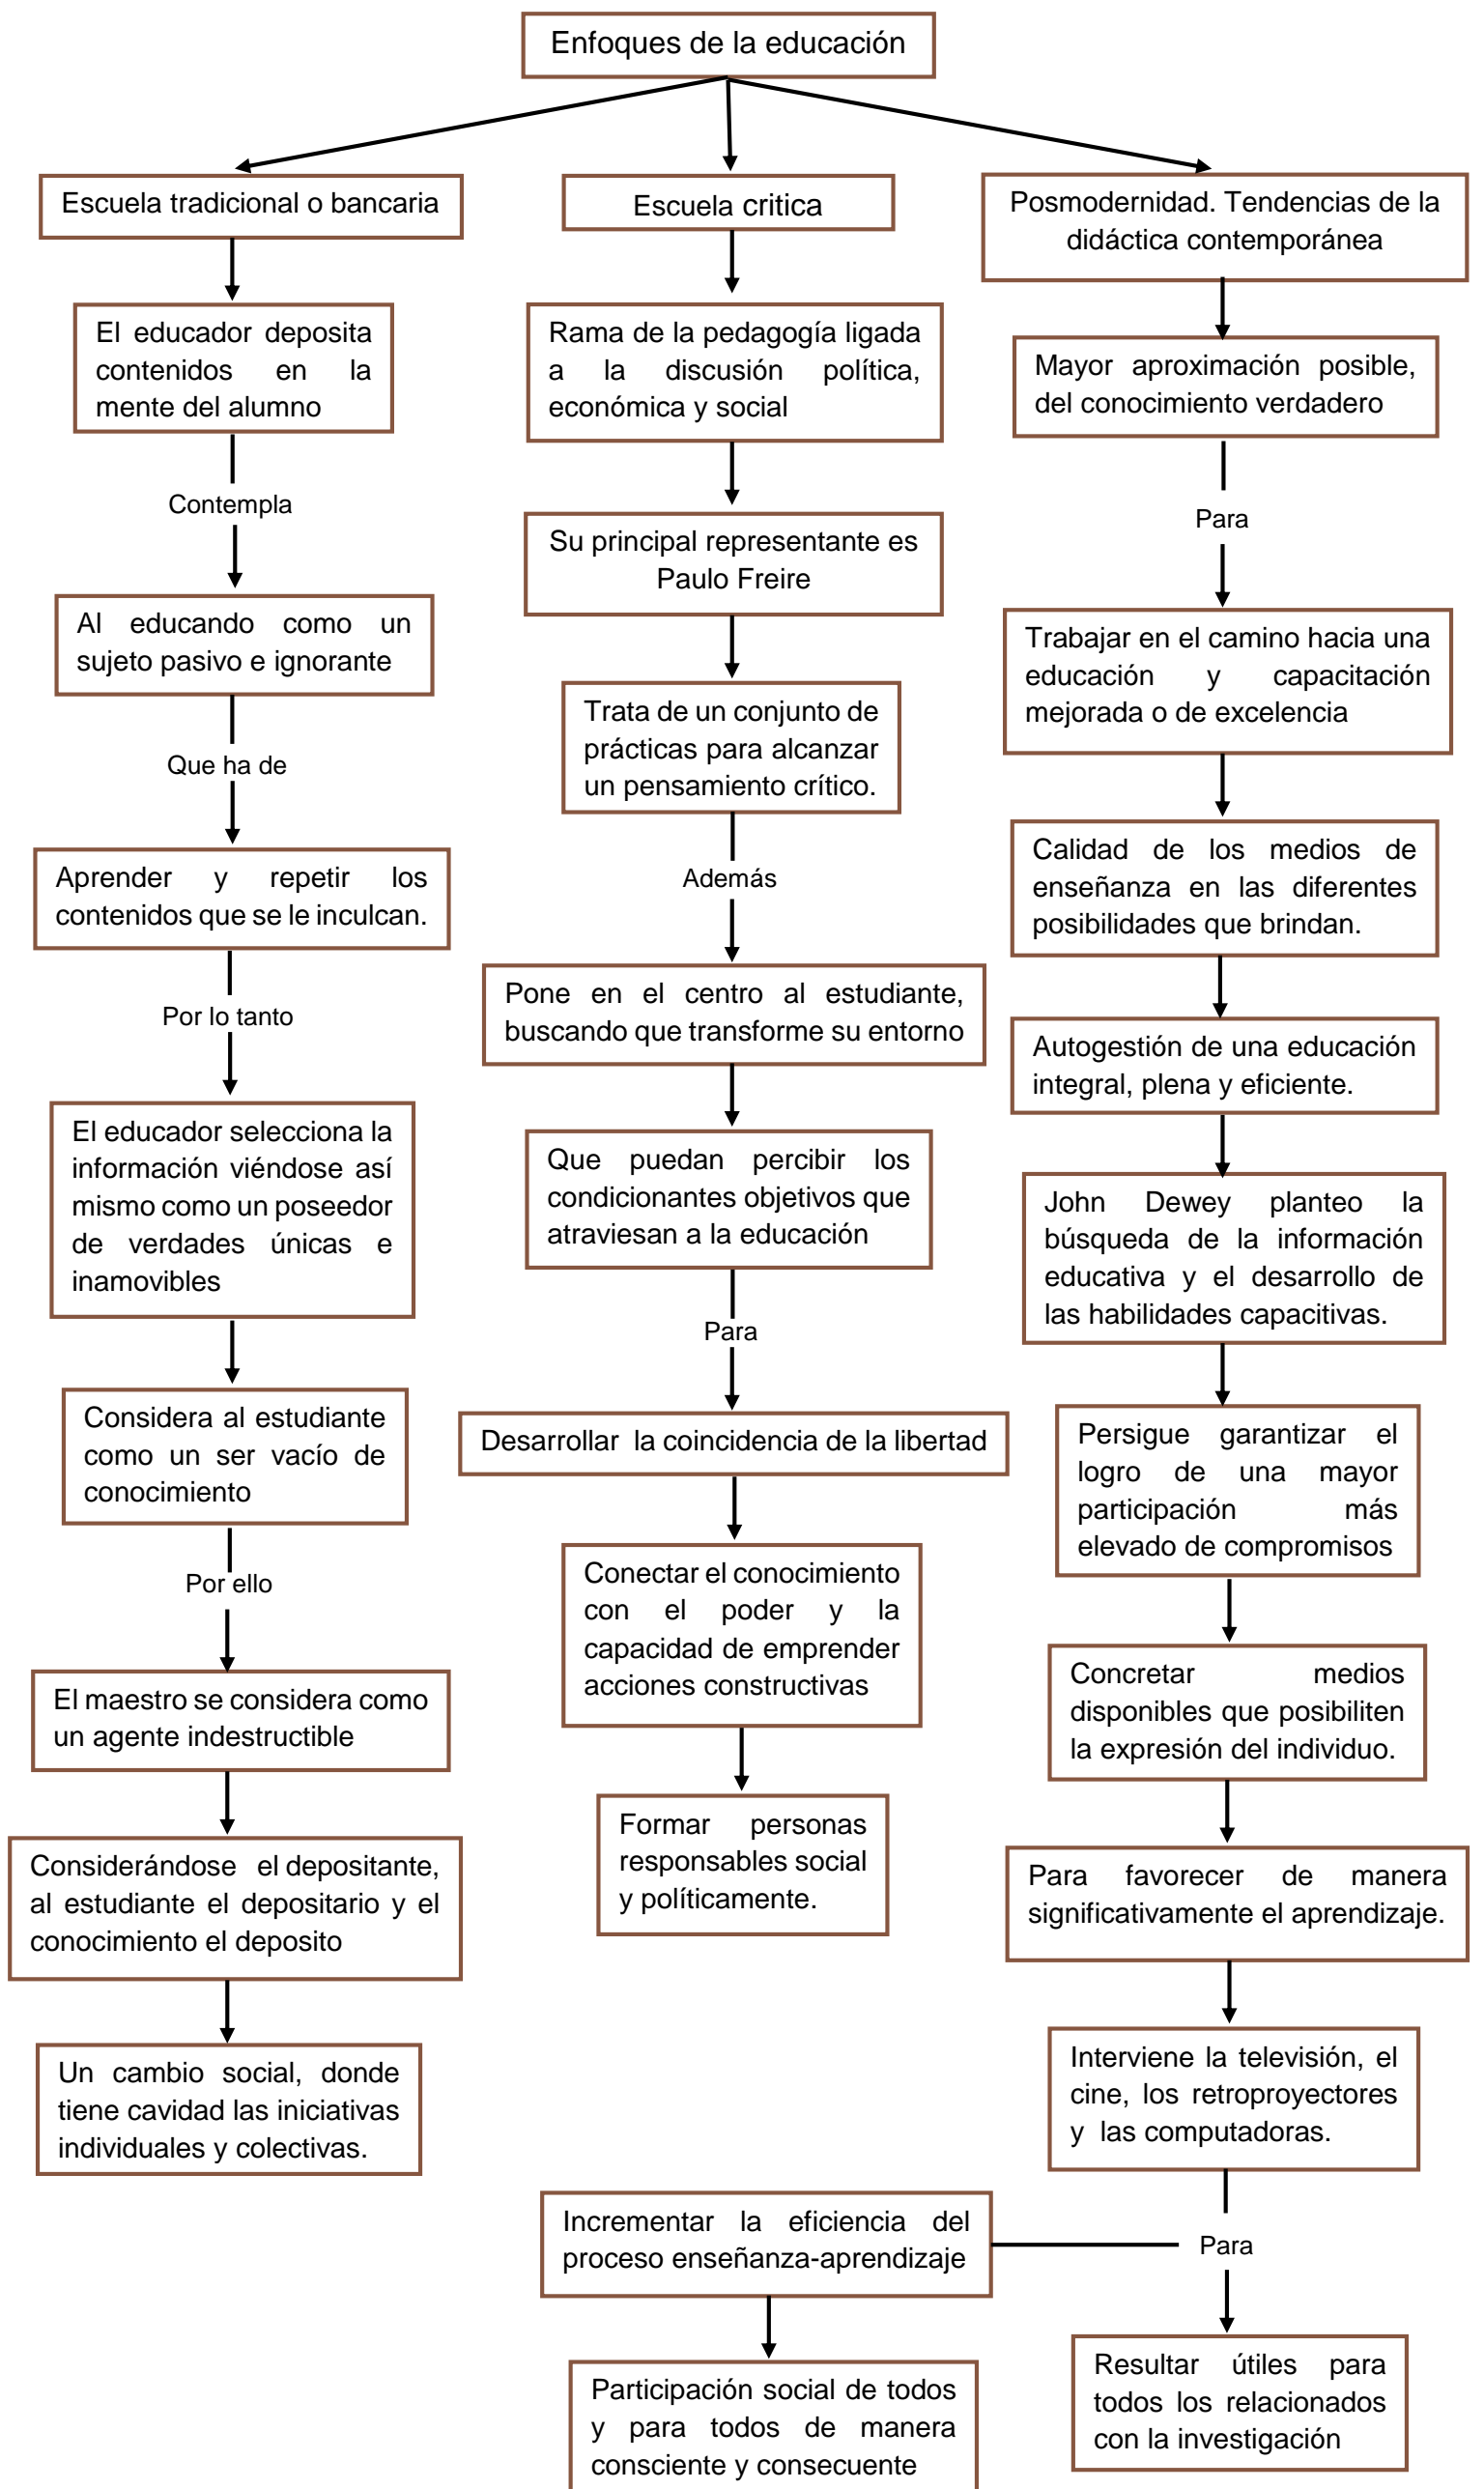 Enfoques de la educación
Escuela tradicional o bancaria
El educador deposita
contenidos en la
mente del alumno
Contempla
Al educando como un
sujeto pasivo e ignorante
Que ha de
Aprender y repetir los
contenidos que se le inculcan.
Por lo tanto
El educador selecciona la
información viéndose así
mismo como un poseedor
de verdades únicas e
inamovibles
Considera al estudiante
como un ser vacío de
conocimiento
Por ello
El maestro se considera como
un agente indestructible
Considerándose el depositante,
al estudiante el depositario y el
conocimiento el deposito
Un cambio social, donde
tiene cavidad las iniciativas
individuales y colectivas.
Escuela critica
Rama de la pedagogía ligada
a la discusión política,
económica y social
Su principal representante es
Paulo Freire
Trata de un conjunto de
prácticas para alcanzar
un pensamiento crítico.
Además
Pone en el centro al estudiante,
buscando que transforme su entorno
Que puedan percibir los
condicionantes objetivos que
atraviesan a la educación
Para
Desarrollar la coincidencia de la libertad
Conectar el conocimiento
con el poder y la
capacidad de emprender
acciones constructivas
Formar personas
responsables social
y políticamente.
Posmodernidad. Tendencias de la
didáctica contemporánea
Mayor aproximación posible,
del conocimiento verdadero
Para
Trabajar en el camino hacia una
educación y capacitación
mejorada o de excelencia
Calidad de los medios de
enseñanza en las diferentes
posibilidades que brindan.
Autogestión de una educación
integral, plena y eficiente.
John Dewey planteo la
búsqueda de la información
educativa y el desarrollo de
las habilidades capacitivas.
Persigue garantizar el
logro de una mayor
participación más
elevado de compromisos
Concretar medios
disponibles que posibiliten
la expresión del individuo.
Para favorecer de manera
significativamente el aprendizaje.
Interviene la televisión, el
cine, los retroproyectores
y las computadoras.
Para
Incrementar la eficiencia del
proceso enseñanza-aprendizaje
Participación social de todos
y para todos de manera
consciente y consecuente
Resultar útiles para
todos los relacionados
con la investigación